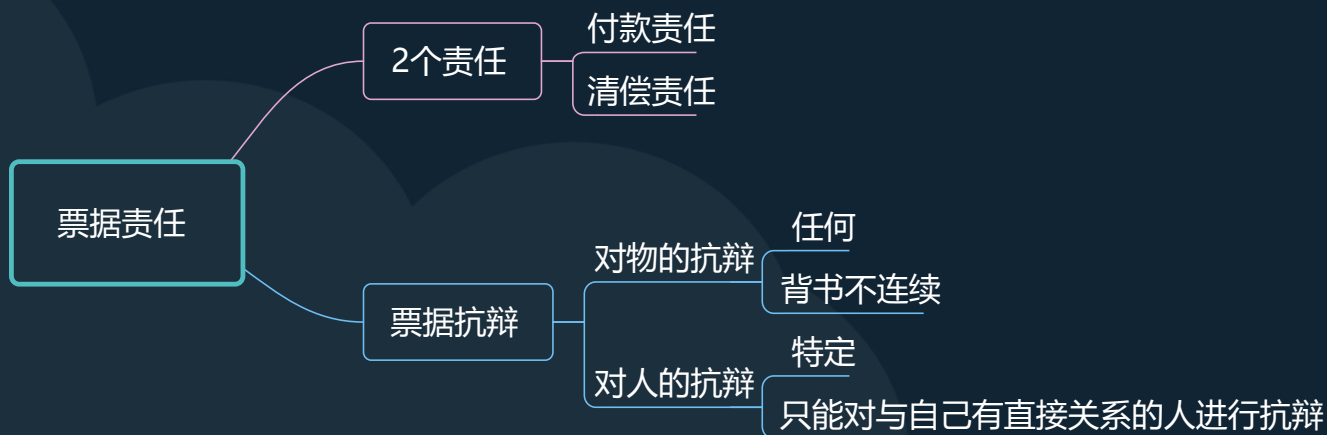 付款责任
2个责任
清偿责任
票据责任
任何
对物的抗辩
背书不连续
票据抗辩
特定
对人的抗辩
只能对与自己有直接关系的人进行抗辩